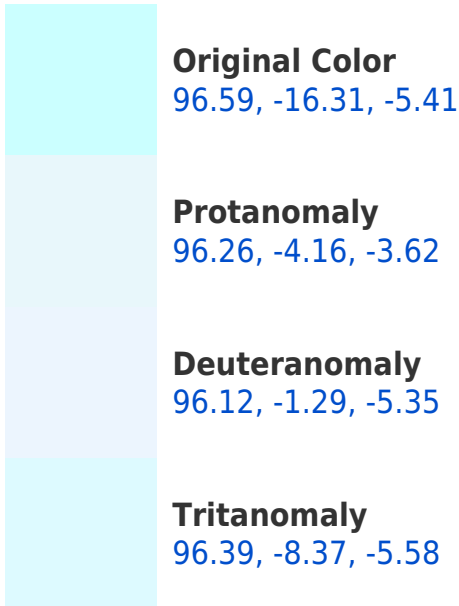 Original Color
96.59, -16.31, -5.41
Protanomaly
96.26, -4.16, -3.62
Deuteranomaly
96.12, -1.29, -5.35
Tritanomaly
96.39, -8.37, -5.58